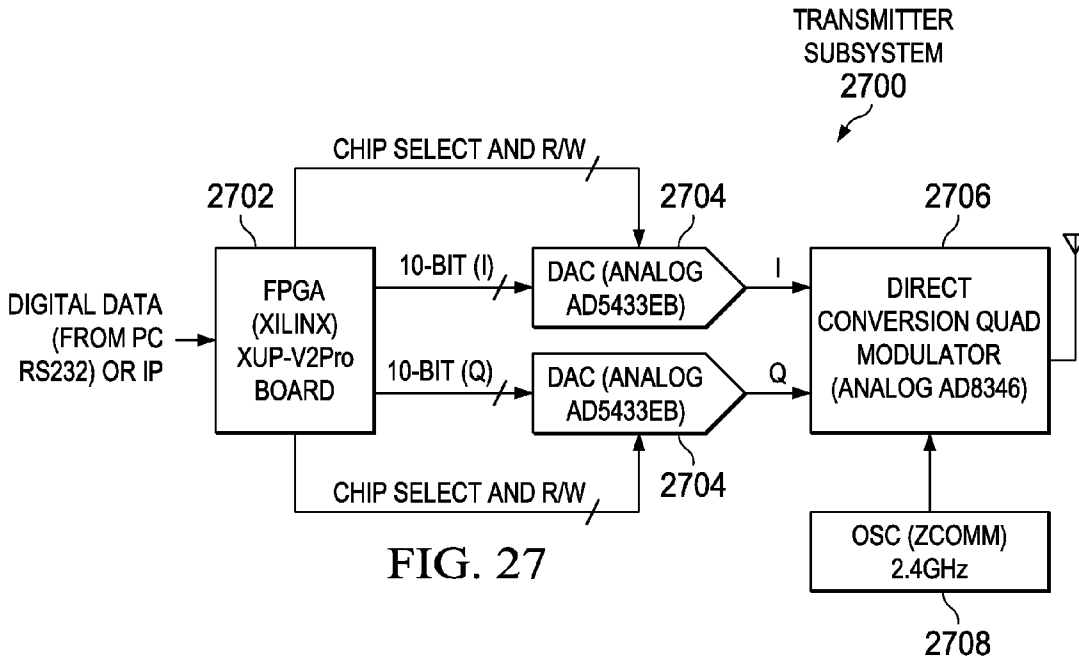 TRANSMITTER
SUBSYSTEM
2700
CHIP SELECT AND R/W
2702
2704
2706
10-BIT (I)
DAC (ANALOG
AD5433EB)
I
DIGITAL DATA
(FROM PC
RS232) OR IP
FPGA
(XILINX)
XUP-V2Pro
BOARD
DIRECT
CONVERSION QUAD
MODULATOR
(ANALOG AD8346)
10-BIT (Q)
DAC (ANALOG
AD5433EB)
Q
2704
CHIP SELECT AND R/W
OSC (ZCOMM)
2.4GHz
FIG. 27
2708